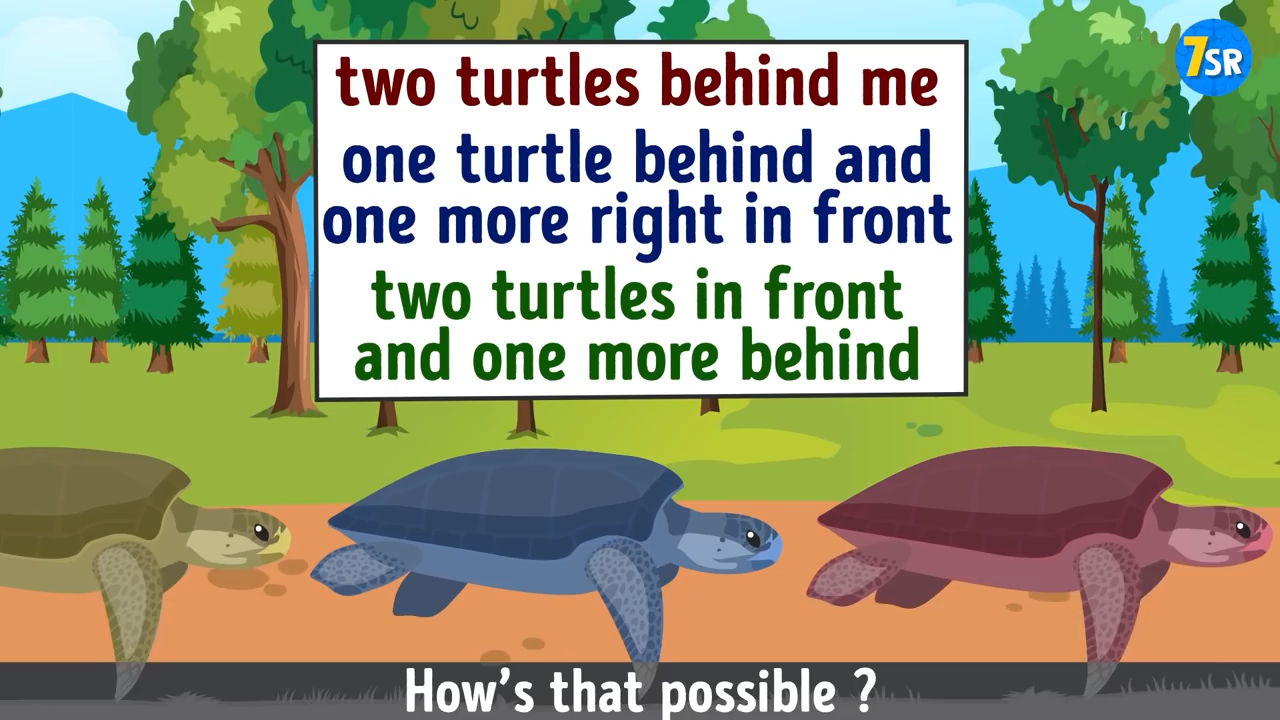 7SR
two turtles behind me
one turtle behind and
one more right in front
two turtles in front
and one more behind
How's that possible ?